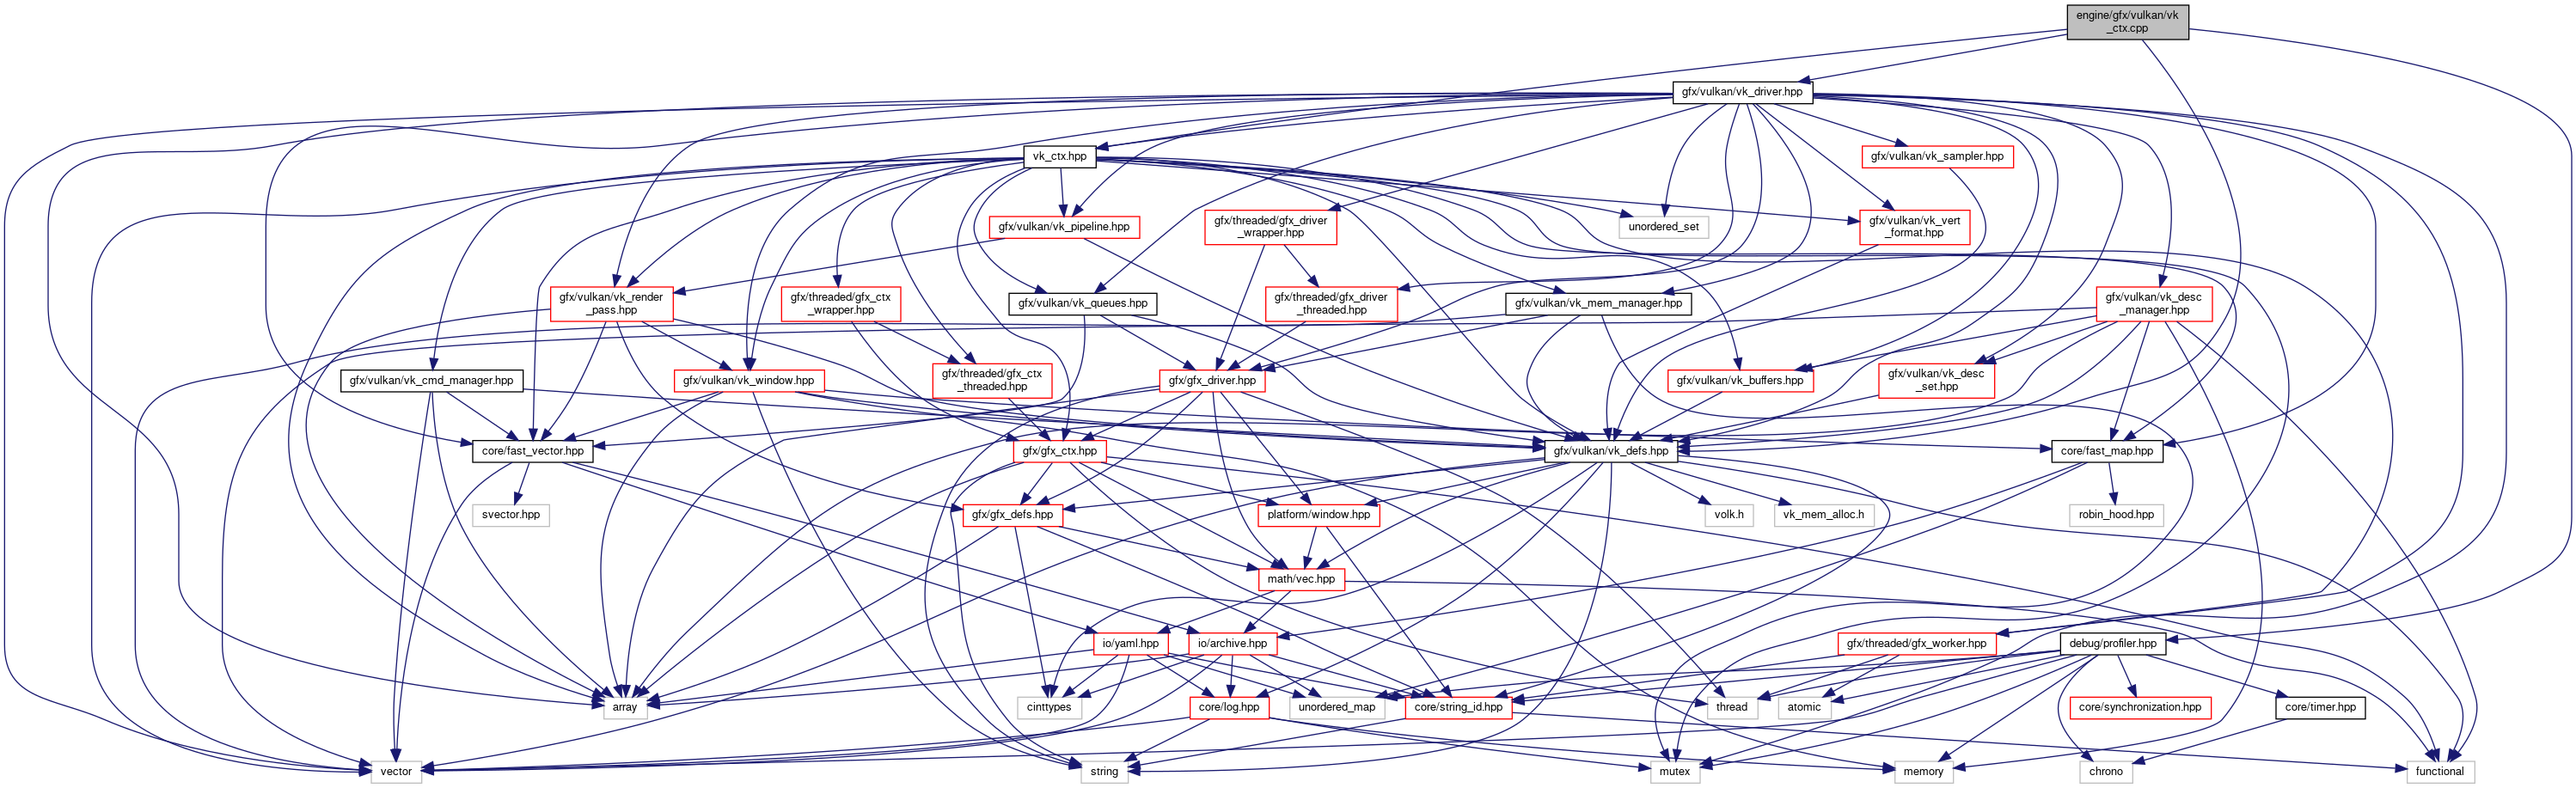 engine/gfx/vulkan/vk
_ctx.cpp
gfx/vulkan/vk_driver.hpp
vk_ctx.hpp
gfx/vulkan/vk_sampler.hpp
gfx/vulkan/vk_pipeline.hpp
gfx/threaded/gfx_driver
_wrapper.hpp
unordered_set
gfx/vulkan/vk_vert
_format.hpp
gfx/vulkan/vk_render
_pass.hpp
gfx/threaded/gfx_ctx
_wrapper.hpp
gfx/vulkan/vk_queues.hpp
gfx/threaded/gfx_driver
_threaded.hpp
gfx/vulkan/vk_mem_manager.hpp
gfx/vulkan/vk_desc
_manager.hpp
gfx/vulkan/vk_cmd_manager.hpp
gfx/vulkan/vk_window.hpp
gfx/threaded/gfx_ctx
_threaded.hpp
gfx/gfx_driver.hpp
gfx/vulkan/vk_buffers.hpp
gfx/vulkan/vk_desc
_set.hpp
core/fast_vector.hpp
gfx/gfx_ctx.hpp
gfx/vulkan/vk_defs.hpp
core/fast_map.hpp
svector.hpp
gfx/gfx_defs.hpp
platform/window.hpp
volk.h
vk_mem_alloc.h
robin_hood.hpp
math/vec.hpp
io/yaml.hpp
io/archive.hpp
gfx/threaded/gfx_worker.hpp
debug/profiler.hpp
array
cinttypes
core/log.hpp
unordered_map
core/string_id.hpp
thread
atomic
core/synchronization.hpp
core/timer.hpp
vector
string
mutex
memory
chrono
functional